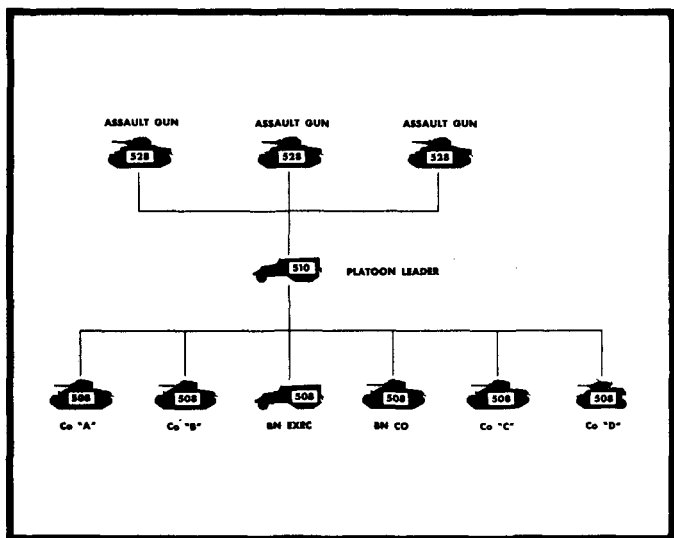 ASSAULT GUN ASSAULT GUN ASSAULT GUN
528 528 528
510 PLATOON LEADER
508 508 508 508 508 508
Co "A" Co "B" BN EXEC BN CO Co "C" Co "D"